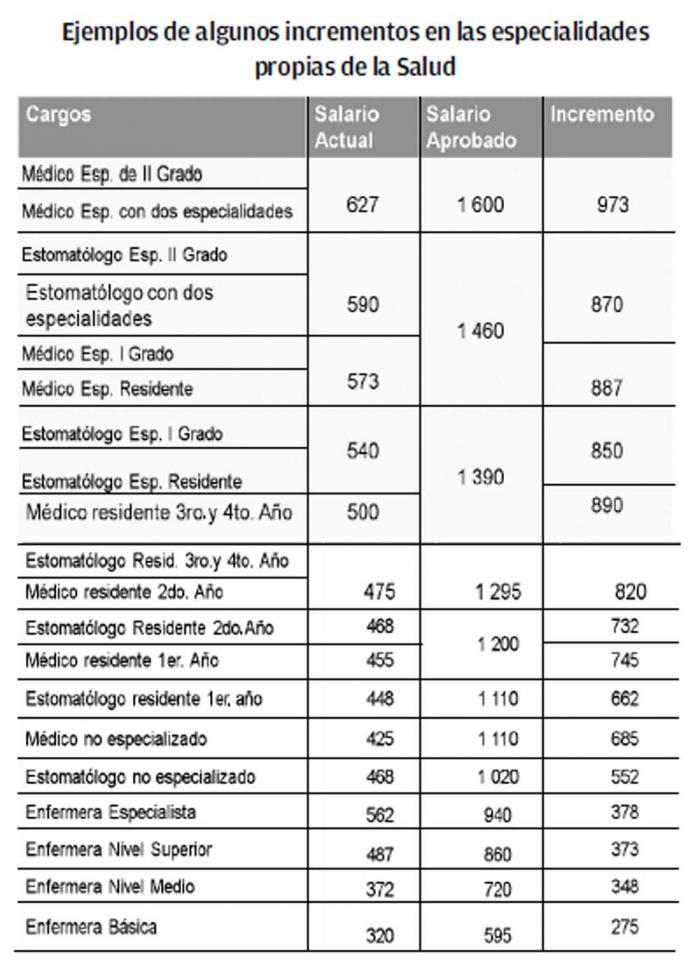 Ejemplos de algunos incrementos en las especialidades
propias de la Salud
Cargos Salario Actual Salario Aprobado Incremento
Médico Esp. de II Grado
Médico Esp. con dos especialidades 627 1 600 973
Estomatólogo Esp. II Grado
Estomatólogo con dos
especialidades 590 870
1 460
Médico Esp. I Grado
Médico Esp. Residente 573 887
Estomatólogo Esp. I Grado
540 850
Estomatólogo Esp. Residente
1 390
Médico residente 3ro.y 4to. Año 500 890
Estomatólogo Resid. 3ro.y 4to. Año
Médico residente 2do. Año 475 1 295 820
Estomatólogo Residente 2do.Año 468 732
1 200
Médico residente 1er. Año 455 745
Estomatólogo residente 1er. año 448 1 110 662
Médico no especializado 425 1 110 685
Estomatólogo no especializado 468 1 020 552
Enfermera Especialista 562 940 378
Enfermera Nivel Superior 487 860 373
Enfermera Nivel Medio 372 720 348
Enfermera Básica 320 595 275